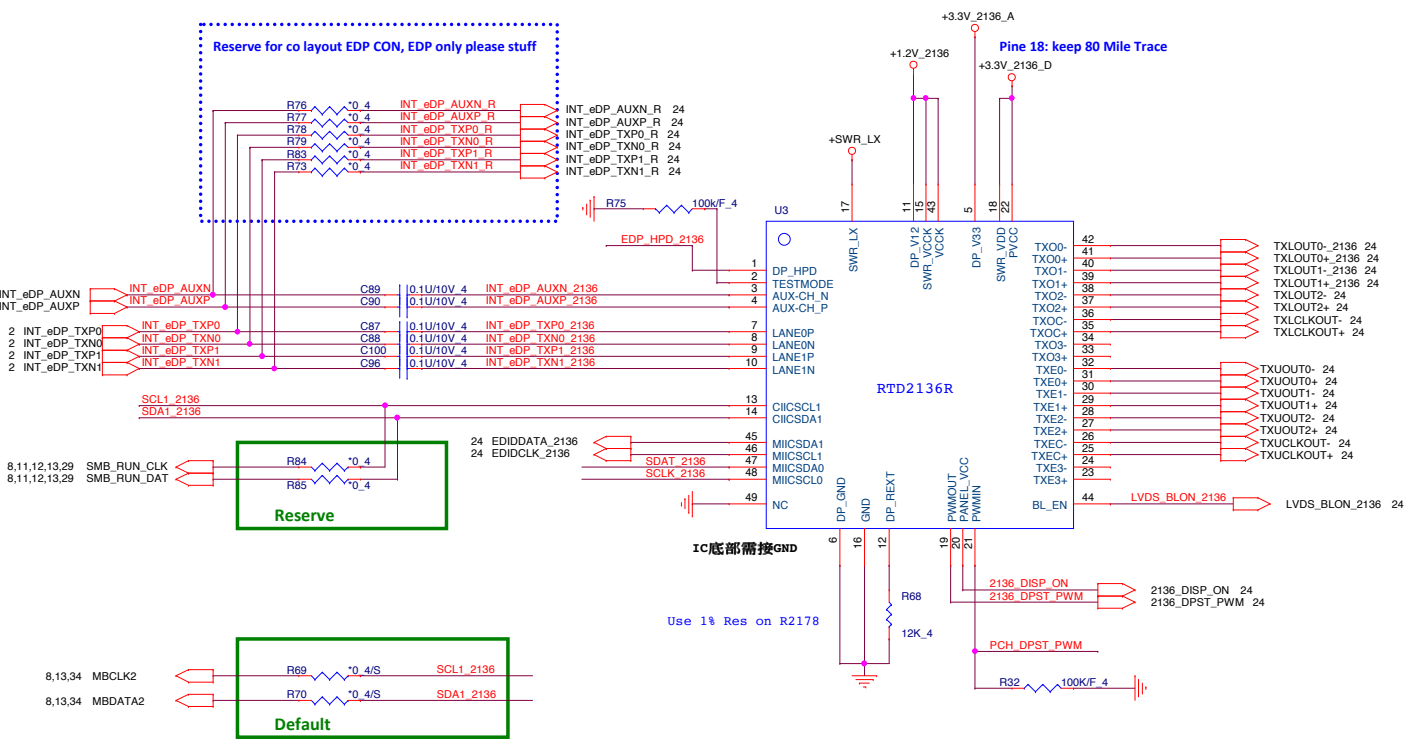 +3.3V_2136_A
Reserve for co layout EDP CON, EDP only please stuff
Pine 18: keep 80 Mile Trace
+1.2V_2136
+3.3V_2136_D
R76 *0_4 INT_eDP_AUXN_R INT_eDP_AUXN_R 24
R77 *0_4 INT_eDP_AUXP_R INT_eDP_AUXP_R 24
R78 *0_4 INT_eDP_TXP0_R INT_eDP_TXP0_R 24
R79 *0_4 INT_eDP_TXN0_R INT_eDP_TXN0_R 24
R83 *0_4 INT_eDP_TXP1_R INT_eDP_TXP1_R 24
R73 *0_4 INT_eDP_TXN1_R INT_eDP_TXN1_R 24
+SWR_LX
R75 100k/F_4
U3
17 11 15 43 5 18 22
SWR_LX DP_V12 SWR_VCCK VCCK DP_V33 SWR_VDD PVCC
EDP_HPD_2136
1 DP_HPD
2 TESTMODE
INT_eDP_AUXN INT_eDP_AUXN C89 0.1U/10V_4 INT_eDP_AUXN_2136 3 AUX-CH_N
INT_eDP_AUXP INT_eDP_AUXP C90 0.1U/10V_4 INT_eDP_AUXP_2136 4 AUX-CH_P
2 INT_eDP_TXP0 INT_eDP_TXP0 C87 0.1U/10V_4 INT_eDP_TXP0_2136 7 LANE0P
2 INT_eDP_TXN0 INT_eDP_TXN0 C88 0.1U/10V_4 INT_eDP_TXN0_2136 8 LANE0N
2 INT_eDP_TXP1 INT_eDP_TXP1 C100 0.1U/10V_4 INT_eDP_TXP1_2136 9 LANE1P
2 INT_eDP_TXN1 INT_eDP_TXN1 C96 0.1U/10V_4 INT_eDP_TXN1_2136 10 LANE1N
RTD2136R
SCL1_2136 13 CIICSCL1
SDA1_2136 14 CIICSDA1
24 EDIDDATA_2136 45 MIICSDA1
24 EDIDCLK_2136 46 MIICSCL1
SDAT_2136 47 MIICSDA0
SCLK_2136 48 MIICSCL0
49 NC
TXO0- 42 TXLOUT0-_2136 24
TXO0+ 41 TXLOUT0+_2136 24
TXO1- 40 TXLOUT1-_2136 24
TXO1+ 39 TXLOUT1+_2136 24
TXO2- 38 TXLOUT2- 24
TXO2+ 37 TXLOUT2+ 24
TXOC- 36 TXLCLKOUT- 24
TXOC+ 35 TXLCLKOUT+ 24
TXO3- 34
TXO3+ 33
TXE0- 32 TXUOUT0- 24
TXE0+ 31 TXUOUT0+ 24
TXE1- 30 TXUOUT1- 24
TXE1+ 29 TXUOUT1+ 24
TXE2- 28 TXUOUT2- 24
TXE2+ 27 TXUOUT2+ 24
TXEC- 26 TXUCLKOUT- 24
TXEC+ 25 TXUCLKOUT+ 24
TXE3- 24
TXE3+ 23
BL_EN 44 LVDS_BLON_2136 LVDS_BLON_2136 24
8,11,12,13,29 SMB_RUN_CLK R84 *0_4
8,11,12,13,29 SMB_RUN_DAT R85 *0_4
Reserve
DP_GND GND DP_REXT PWMOUT PANEL_VCC PWMIN
6 16 12 19 20 21
IC底部需接GND
2136_DISP_ON 2136_DISP_ON 24
2136_DPST_PWM 2136_DPST_PWM 24
R68
12K_4
Use 1% Res on R2178
PCH_DPST_PWM
R32 100K/F_4
8,13,34 MBCLK2 R69 *0_4/S SCL1_2136
8,13,34 MBDATA2 R70 *0_4/S SDA1_2136
Default